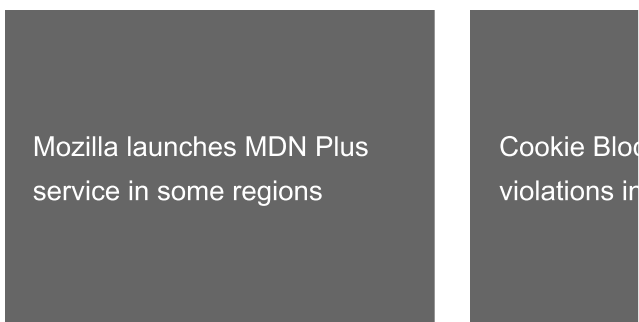 Mozilla launches MDN Plus
service in some regions
Cookie
violations